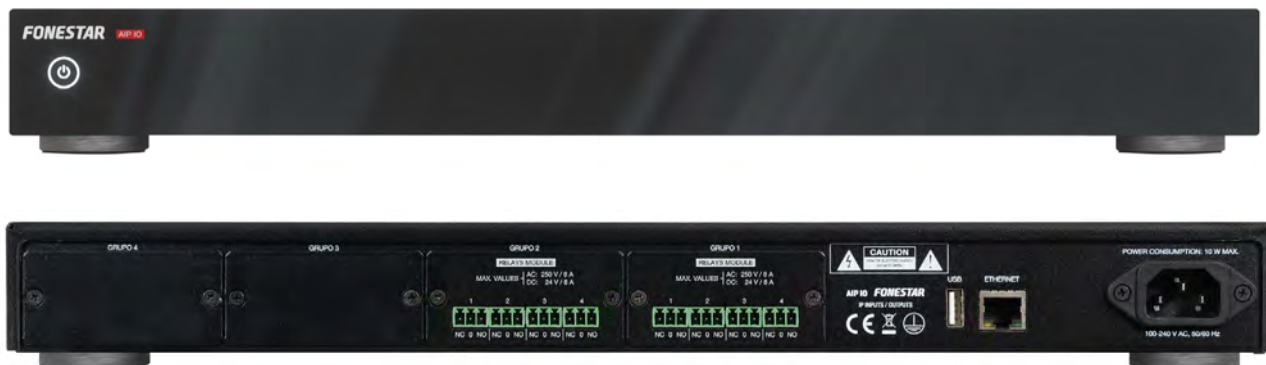 FONESTAR AIP IO
GRUPO 4
GRUPO 3
GRUPO 2
RELAYS MODULE
MAX. VALUES AC: 250 V / 8 A
DC: 24 V / 8 A
1 2 3 4
NC 0 NO NC 0 NO NC 0 NO NC 0 NO
GRUPO 1
RELAYS MODULE
MAX. VALUES AC: 250 V / 8 A
DC: 24 V / 8 A
1 2 3 4
NC 0 NO NC 0 NO NC 0 NO NC 0 NO
CAUTION
AIP IO FONESTAR
IP INPUTS / OUTPUTS
CE
USB
ETHERNET
POWER CONSUMPTION: 10 W MAX.
100-240 V AC, 50/60 Hz